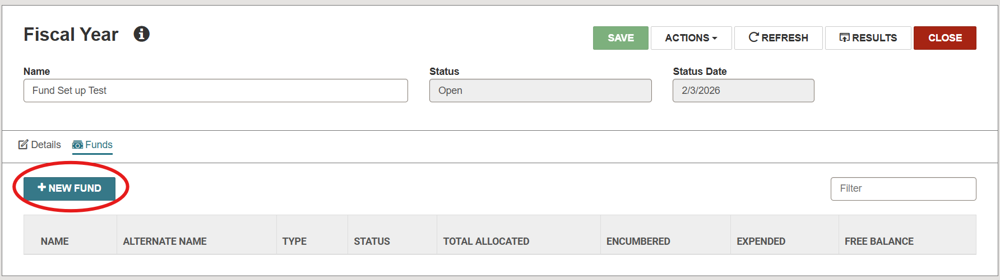 Fiscal Year
SAVE
ACTIONS
REFRESH
RESULTS
CLOSE
Name
Status
Status Date
Fund Set up Test
Open
2/3/2026
Details
Funds
+ NEW FUND
Filter
NAME
ALTERNATE NAME
TYPE
STATUS
TOTAL ALLOCATED
ENCUMBERED
EXPENDED
FREE BALANCE